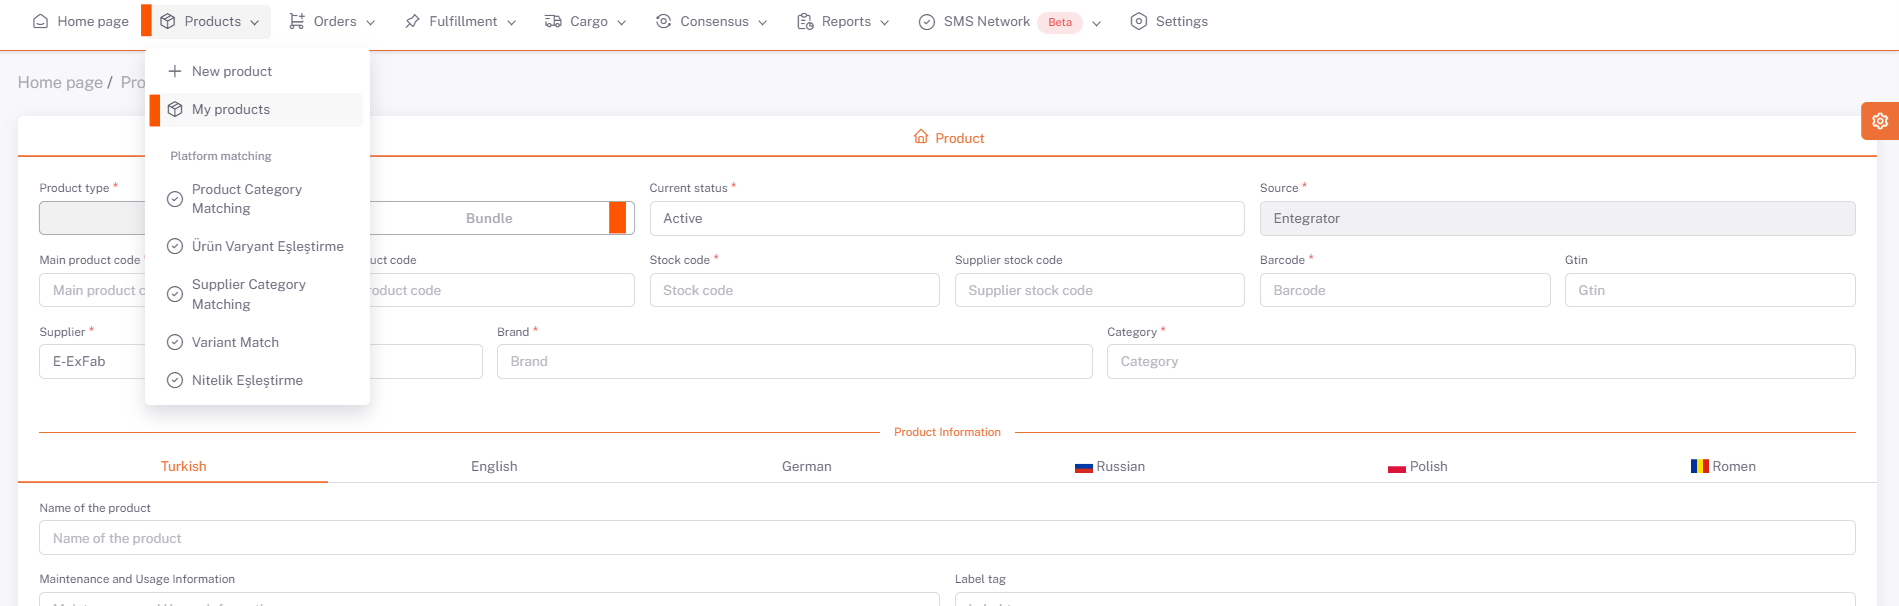 Home page
Products
Orders
Fulfillment
Cargo
Consensus
Reports
SMS Network Beta
Settings
New product
My products
Platform matching
Product Category
Matching
Ürün Varyant Eşleştirme
Supplier Category
Matching
Variant Match
Nitelik Eşleştirme
Home page /
Product
Product type *
Current status *
Source *
Bundle
Active
Entegrator
Main product code
code
Stock code *
Supplier stock code
Barcode *
Gtin
Main product
code
Stock code
Supplier stock code
Barcode
Gtin
Supplier *
Brand *
Category *
E-ExFab
Brand
Category
Product Information
Turkish
English
German
Russian
Polish
Romen
Name of the product
Name of the product
Maintenance and Usage Information
Label tag